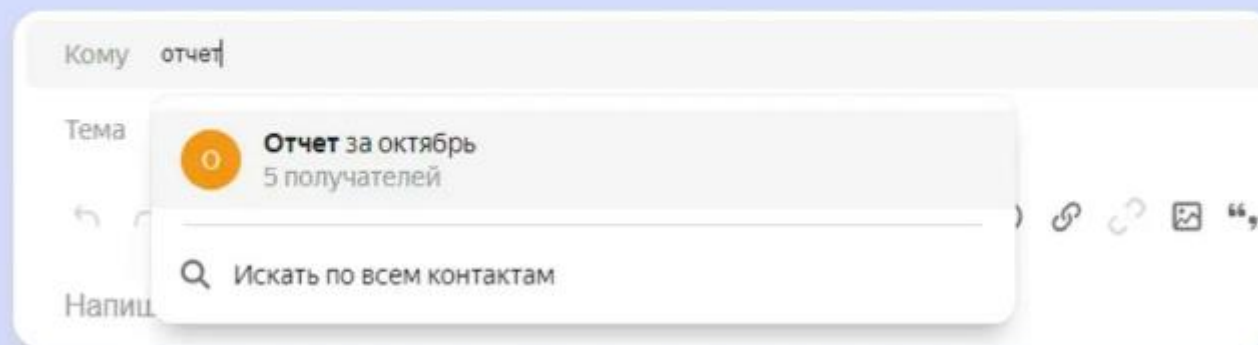 Кому отчет
Тема
О
Отчет за октябрь
5 получателей
Искать по всем контактам
Напиш